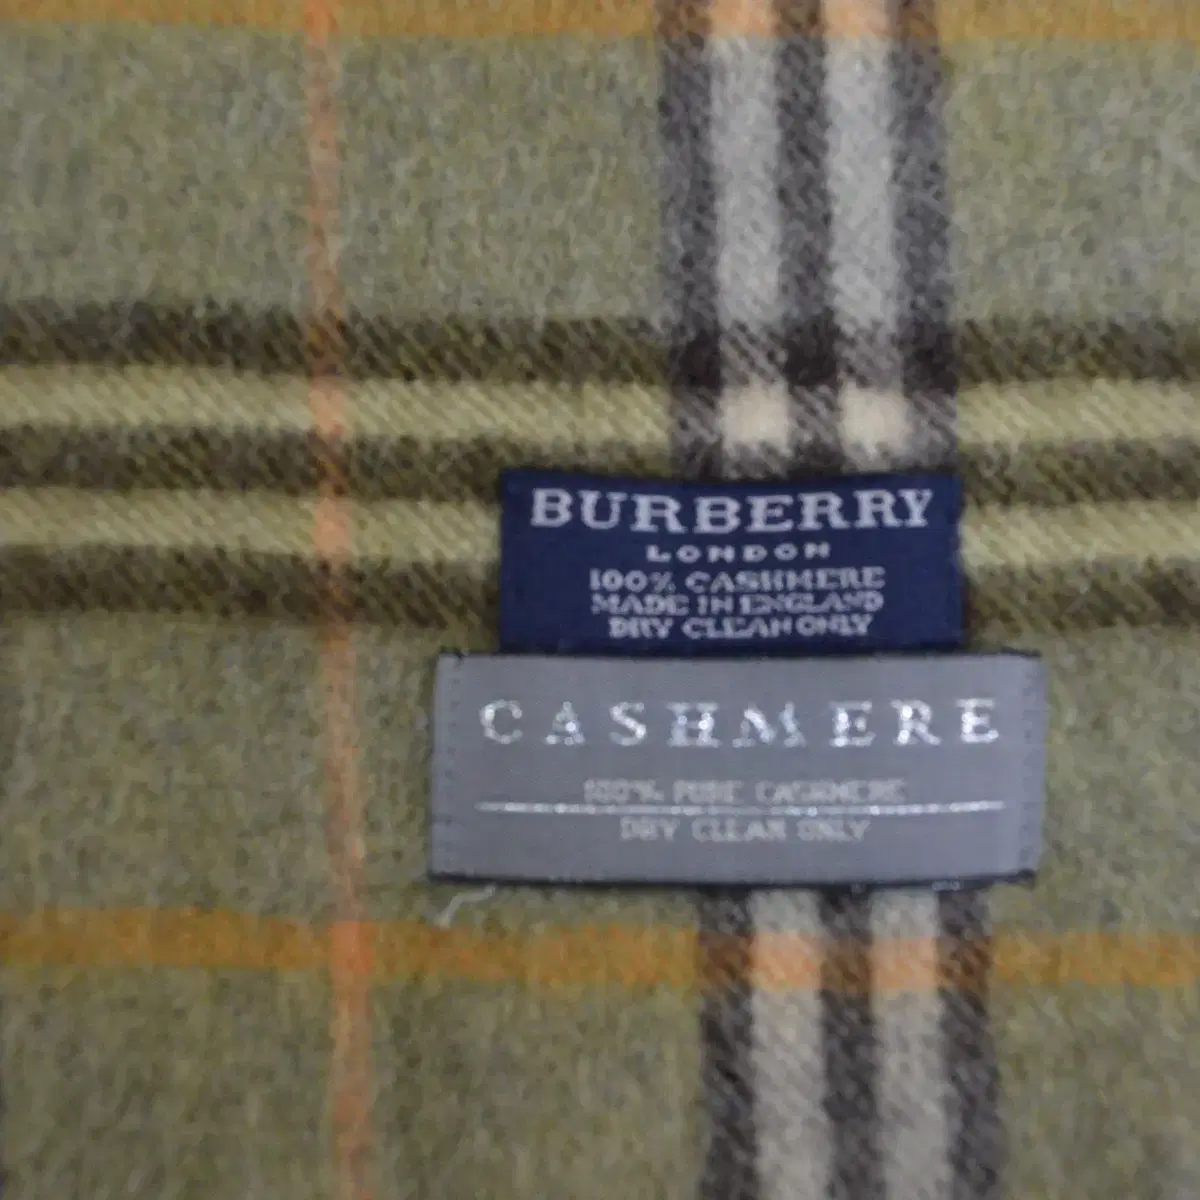 BURBERRY
LONDON
100% CASHMERE
MADE IN ENGLAND
DRY CLEAN ONLY
CASHMERE
100% PURE CASHMERE
DRY CLEAN ONLY